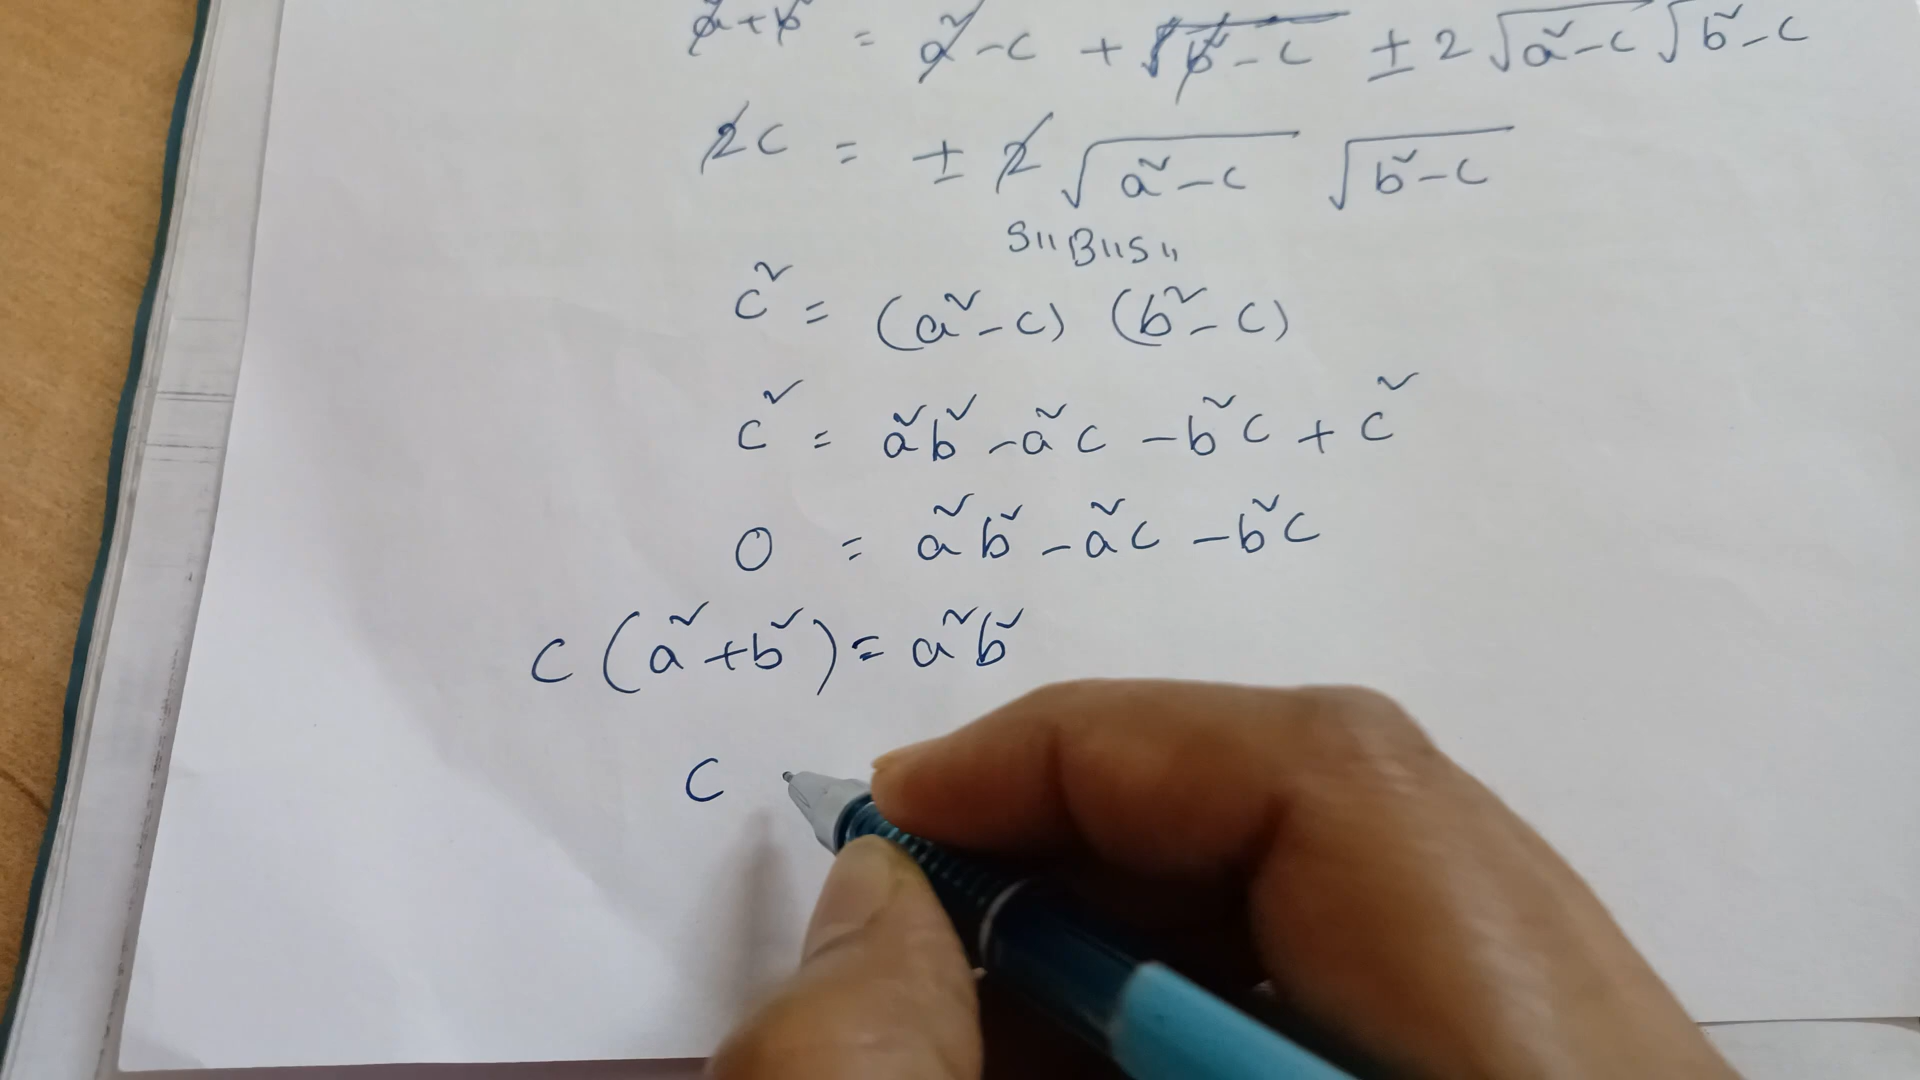 a² + b² = a² - c + √b² - c ± 2 √a² - c √b² - c
2c = ± 2 √a² - c √b² - c
S" B" S"
c² = (a² - c) (b² - c)
c² = a²b² - a²c - b²c + c²
0 = a²b² - a²c - b²c
c (a² + b²) = a²b²
c